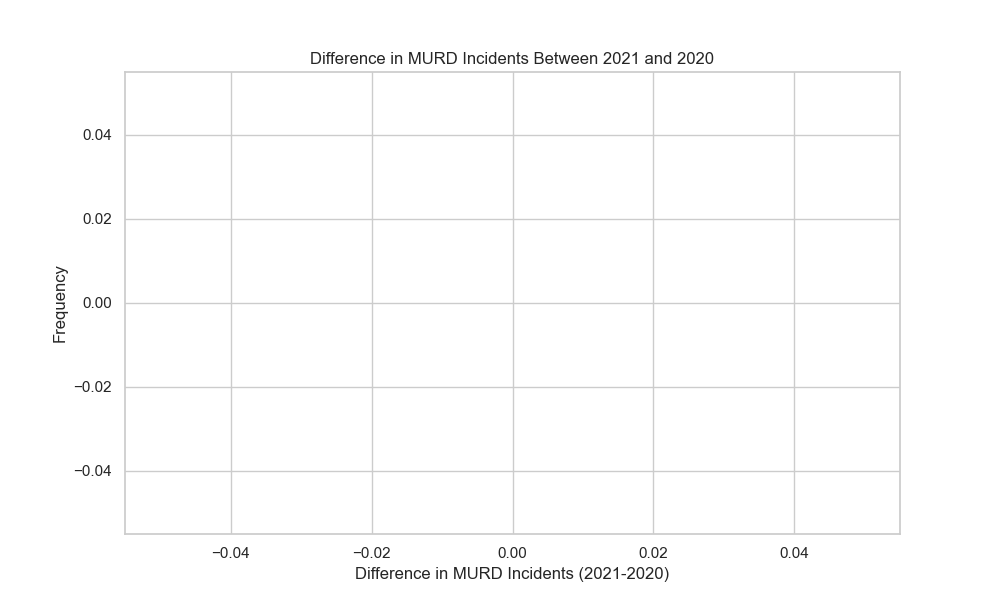 Difference in MURD Incidents Between 2021 and 2020
Frequency
0.04
0.02
0.00
−0.02
−0.04
−0.04 −0.02 0.00 0.02 0.04
Difference in MURD Incidents (2021-2020)